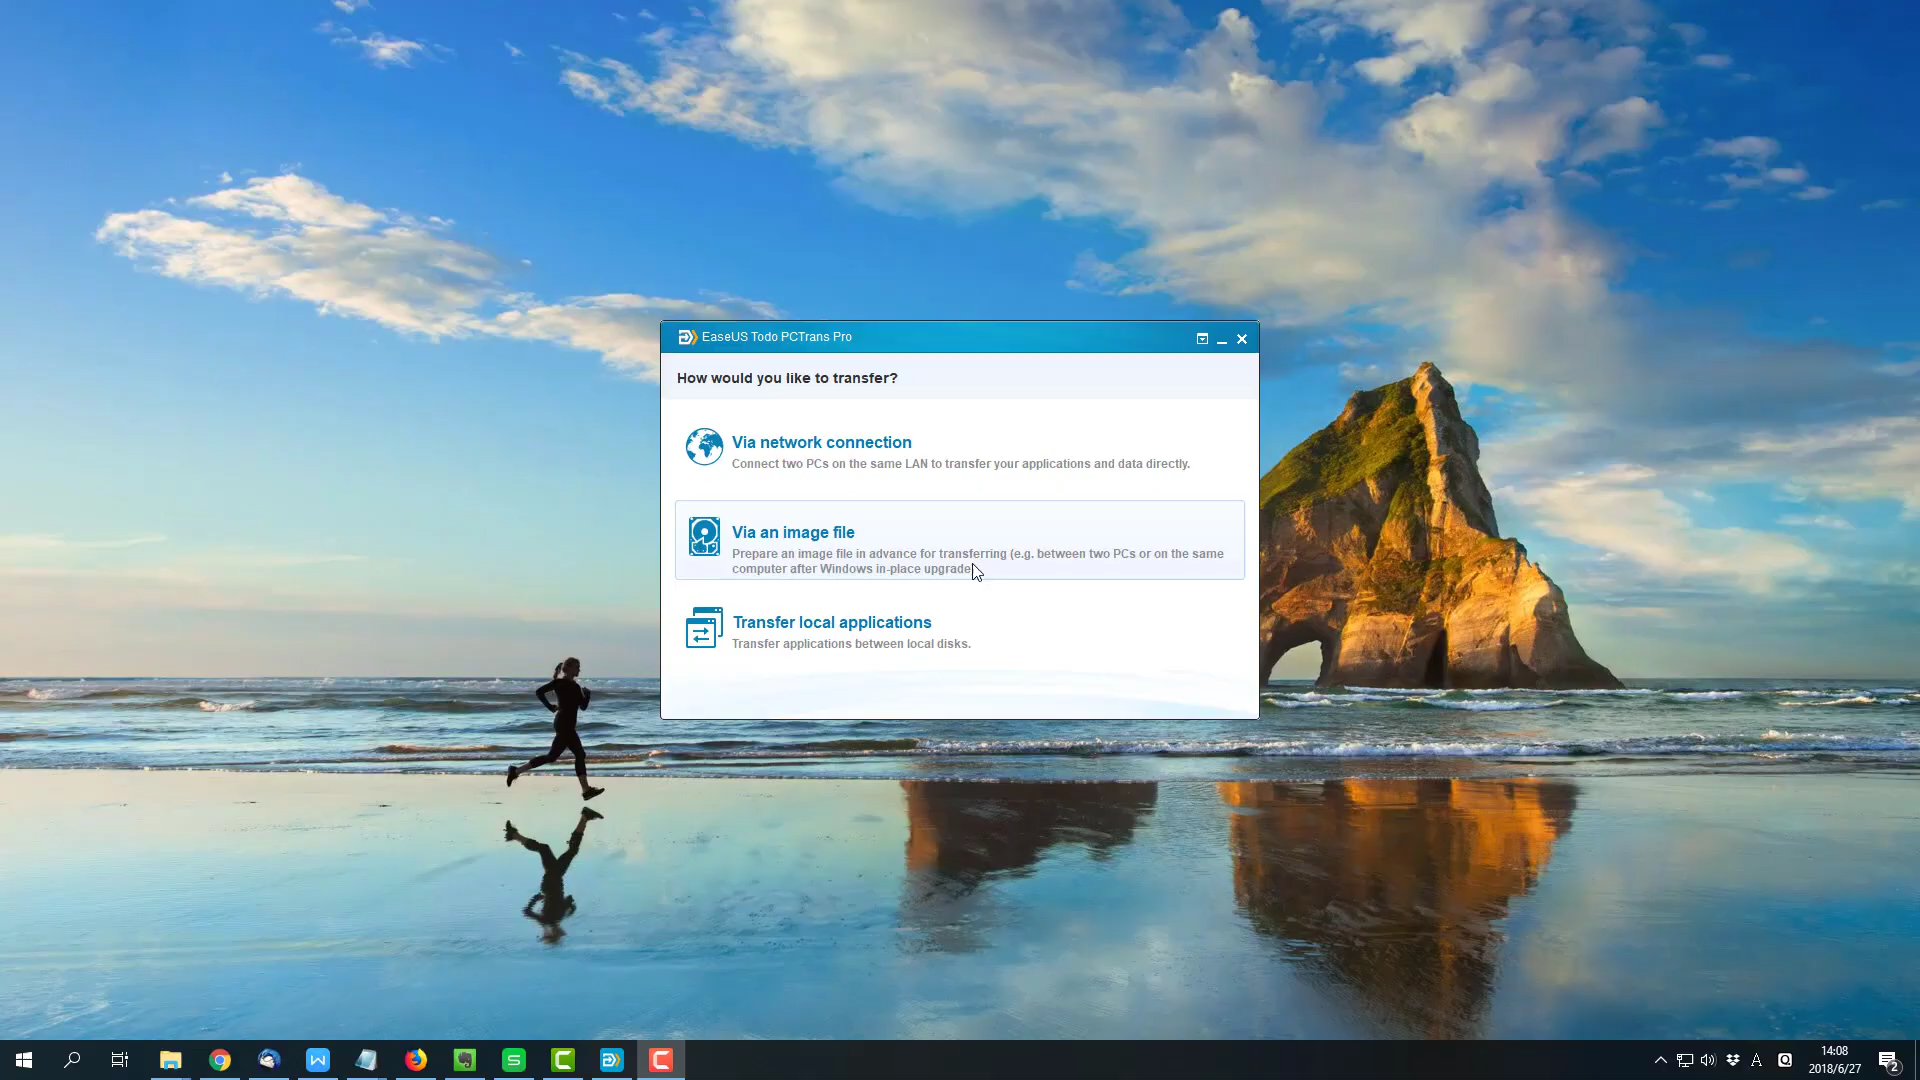 EaseUS Todo PCTrans Pro
How would you like to transfer?
Via network connection
Connect two PCs on the same LAN to transfer your applications and data directly.
Via an image file
Prepare an image file in advance for transferring (e.g. between two PCs or on the same
computer after Windows in-place upgrade
Transfer local applications
Transfer applications between local disks.
A
14:08
2018/6/27
2